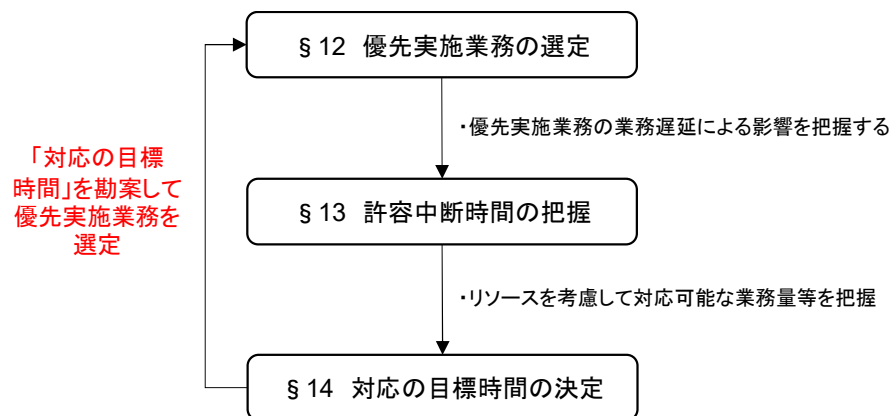 §12 優先実施業務の選定
・優先実施業務の業務遅延による影響を把握する
「対応の目標
時間」を勘案して
優先実施業務を
選定
§13 許容中断時間の把握
・リソースを考慮して対応可能な業務量等を把握
§14 対応の目標時間の決定